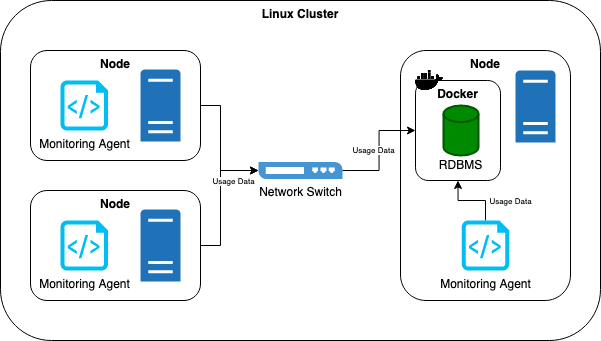 Linux Cluster
Node
Monitoring Agent
Node
Monitoring Agent
Usage Data
Network Switch
Usage Data
Node
Docker
RDBMS
Usage Data
Monitoring Agent